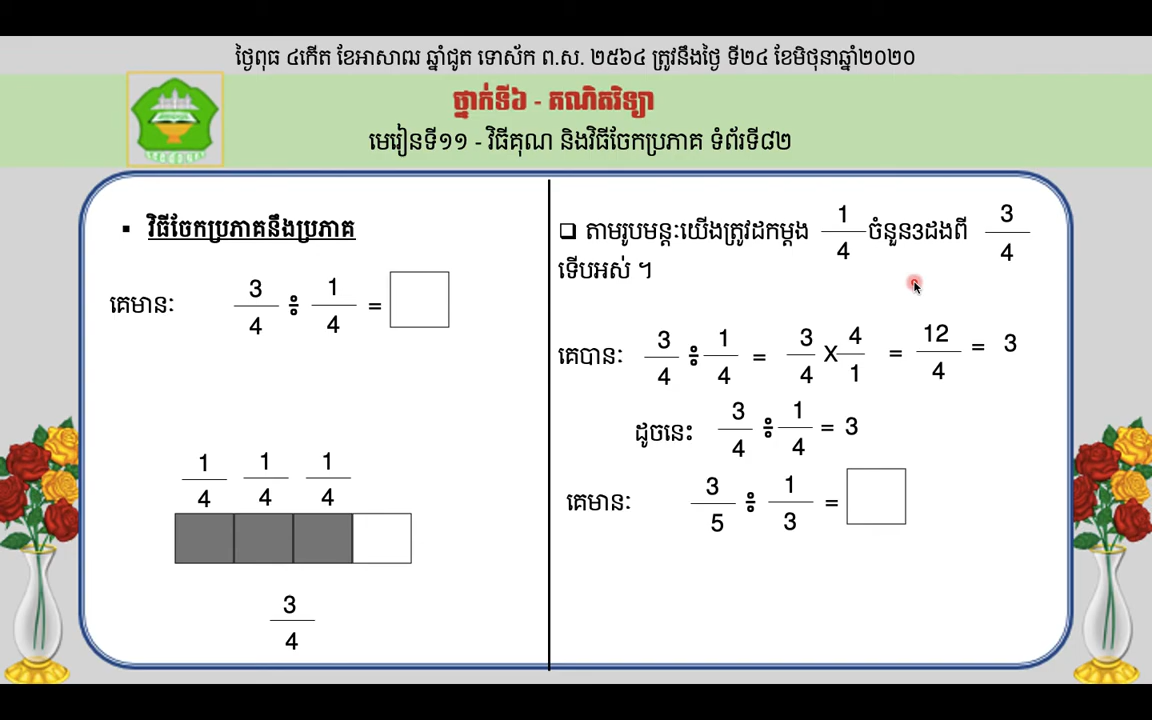 ថ្ងៃពុធ ៤កើត ខែអាសាឍ ឆ្នាំជូត ទោស័ក ព.ស. ២៥៦៤ ត្រូវនឹងថ្ងៃ ទី២៤ ខែមិថុនាឆ្នាំ២០២០
ថ្នាក់ទី៦ - គណិតវិទ្យា
មេរៀនទី១១ - វិធីគុណ និងវិធីចែកប្រភាគ ទំព័រទី៨២
▪ វិធីចែកប្រភាគនឹងប្រភាគ
គេមានៈ 3/4 ÷ 1/4 =
1/4 1/4 1/4
3/4
❑ តាមរូបមន្តៈយើងត្រូវដកម្តង 1/4 ចំនួន3ដងពី 3/4
ទើបអស់ ។
គេបានៈ 3/4 ÷ 1/4 = 3/4 X 4/1 = 12/4 = 3
ដូចនេះ 3/4 ÷ 1/4 = 3
គេមានៈ 3/5 ÷ 1/3 =